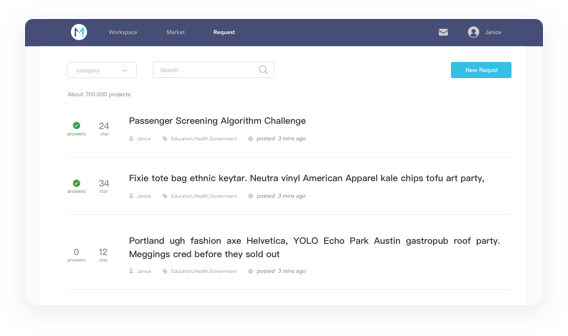 M Workspace Market Request Janice
category Search ... New Requst
About 700,000 projects
24 Passenger Screening Algorithm Challenge
answers star Janice Education,Health,Government posted 3 mins ago
34 Fixie tote bag ethnic keytar. Neutra vinyl American Apparel kale chips tofu art party,
answers star Janice Education,Health,Government posted 3 mins ago
Portland ugh fashion axe Helvetica, YOLO Echo Park Austin gastropub roof party.
0 12 Meggings cred before they sold out
answers star
Janice Education,Health,Government posted 3 mins ago